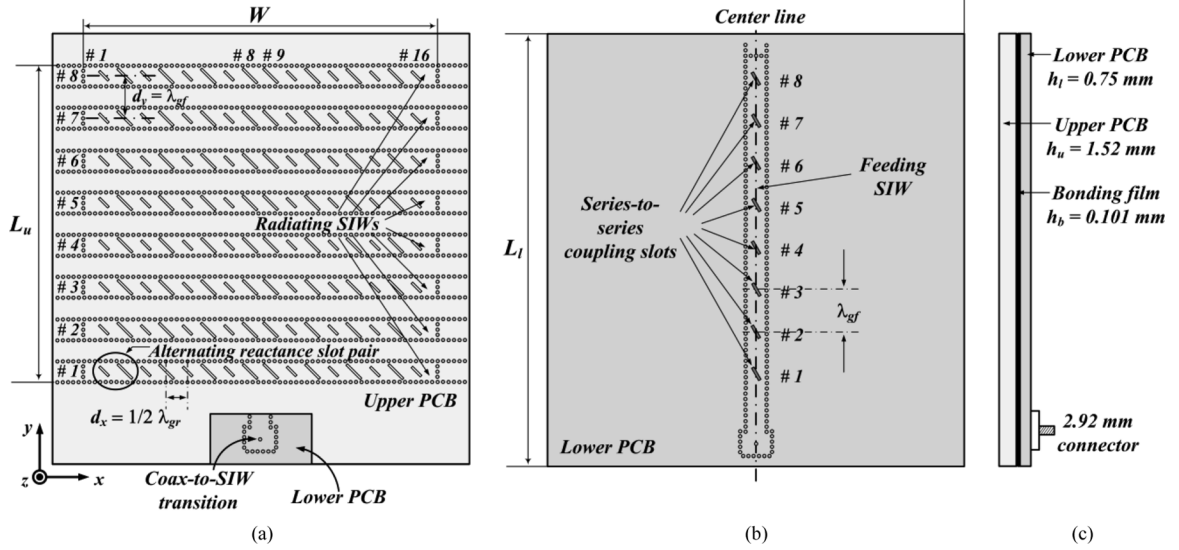 W
# 1
# 8 # 9
# 16
# 8
# 7
# 6
# 5
# 4
# 3
# 2
# 1
d_y = λ_gf
L_u
Radiating SIWs
Alternating reactance slot pair
d_x = 1/2 λ_gr
Upper PCB
y
z
x
Coax-to-SIW
transition
Lower PCB
(a)
Center line
L_l
# 8
# 7
# 6
# 5
# 4
# 3
# 2
# 1
Feeding
SIW
Series-to-
series
coupling slots
λ_gf
Lower PCB
(b)
Lower PCB
h_l = 0.75 mm
Upper PCB
h_u = 1.52 mm
Bonding film
h_b = 0.101 mm
2.92 mm
connector
(c)